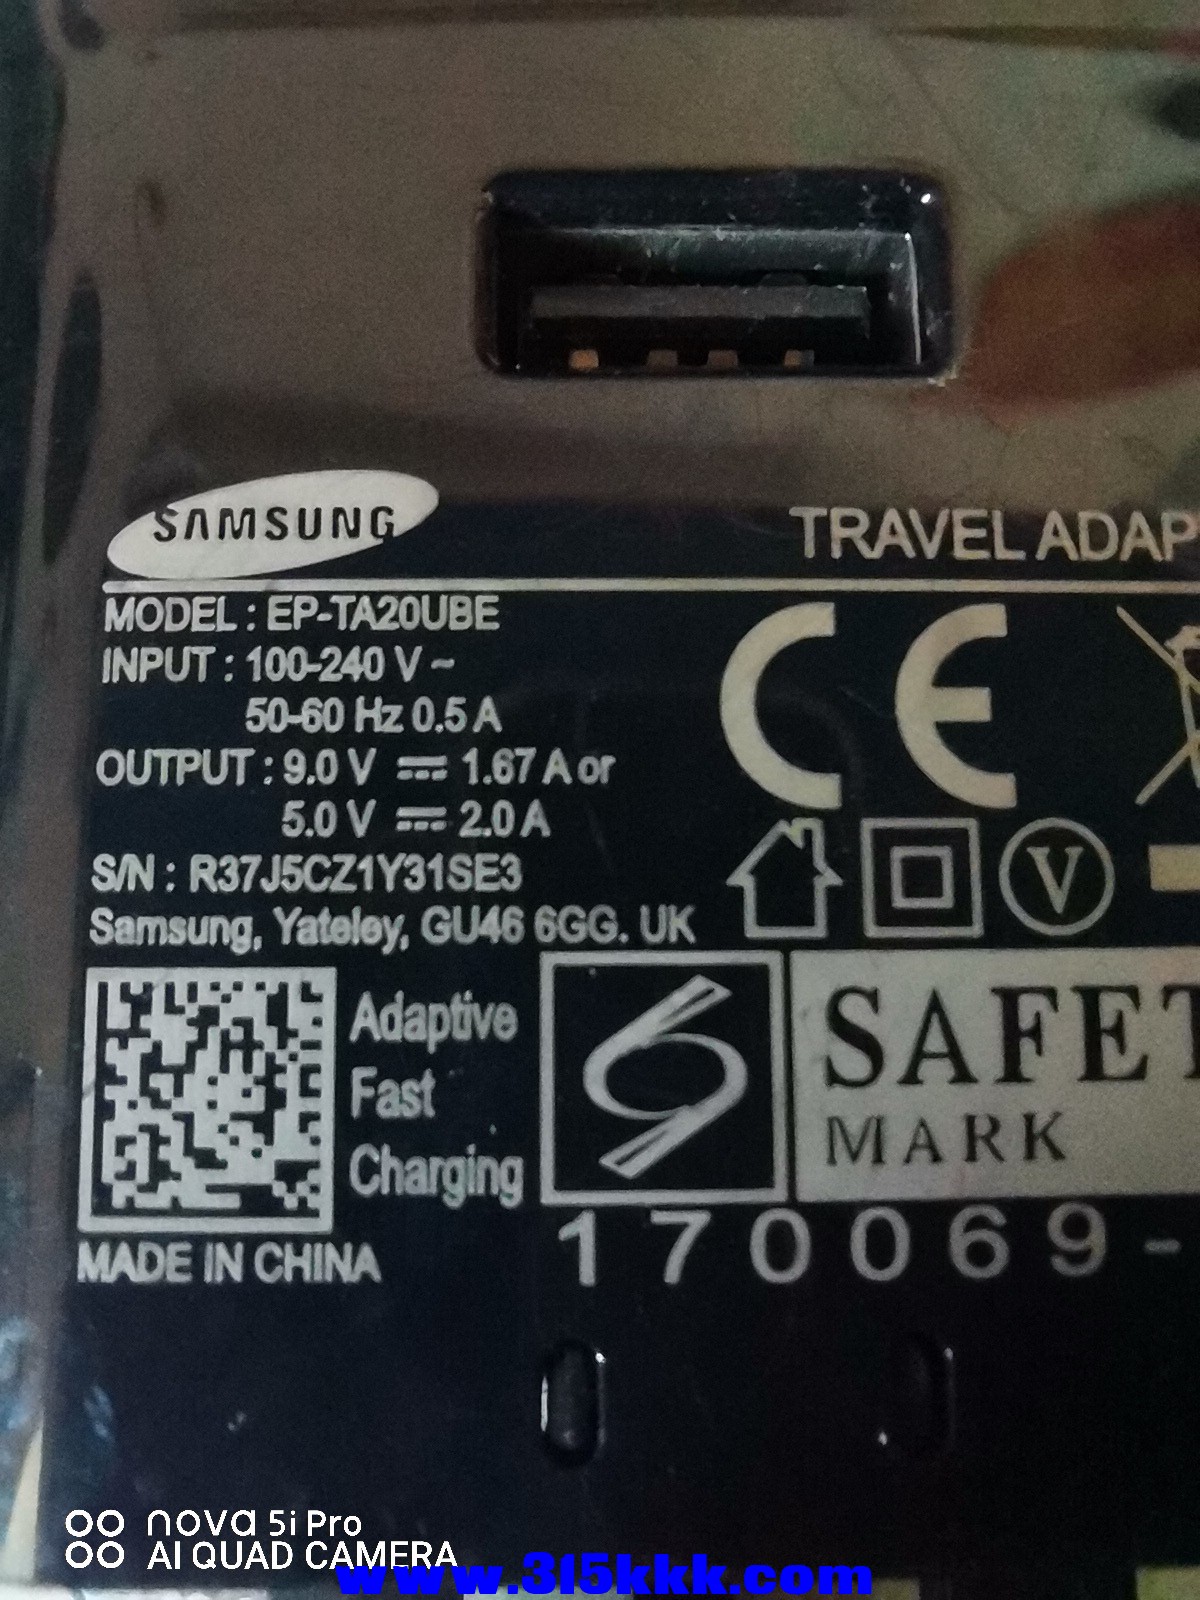 SAMSUNG
TRAVEL ADAP
MODEL : EP-TA20UBE
INPUT : 100-240 V ~
50-60 Hz 0.5 A
OUTPUT : 9.0 V ⎓ 1.67 A or
5.0 V ⎓ 2.0 A
S/N : R37J5CZ1Y31SE3
Samsung, Yateley, GU46 6GG. UK
CE
V
Adaptive
Fast
Charging
SAFET
MARK
170069-
MADE IN CHINA
nova 5i Pro
AI QUAD CAMERA
www.315kkk.com